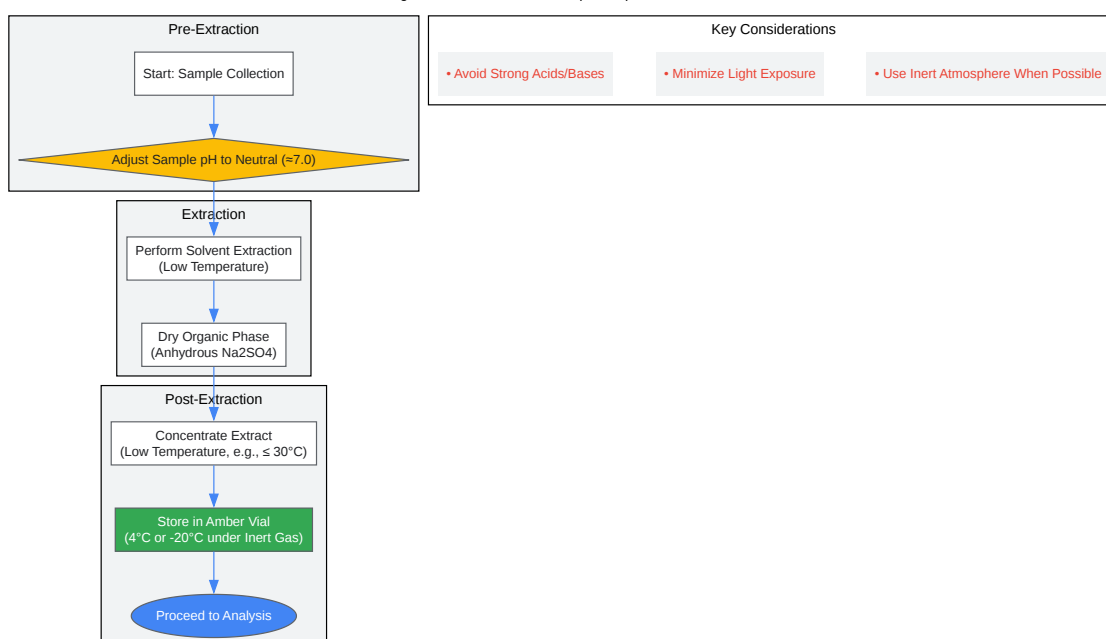 Pre-Extraction
Start: Sample Collection
Adjust Sample pH to Neutral (≈7.0)
Extraction
Perform Solvent Extraction
(Low Temperature)
Dry Organic Phase
(Anhydrous Na2SO4)
Post-Extraction
Concentrate Extract
(Low Temperature, e.g., ≤ 30°C)
Store in Amber Vial
(4°C or -20°C under Inert Gas)
Proceed to Analysis
Key Considerations
• Avoid Strong Acids/Bases
• Minimize Light Exposure
• Use Inert Atmosphere When Possible